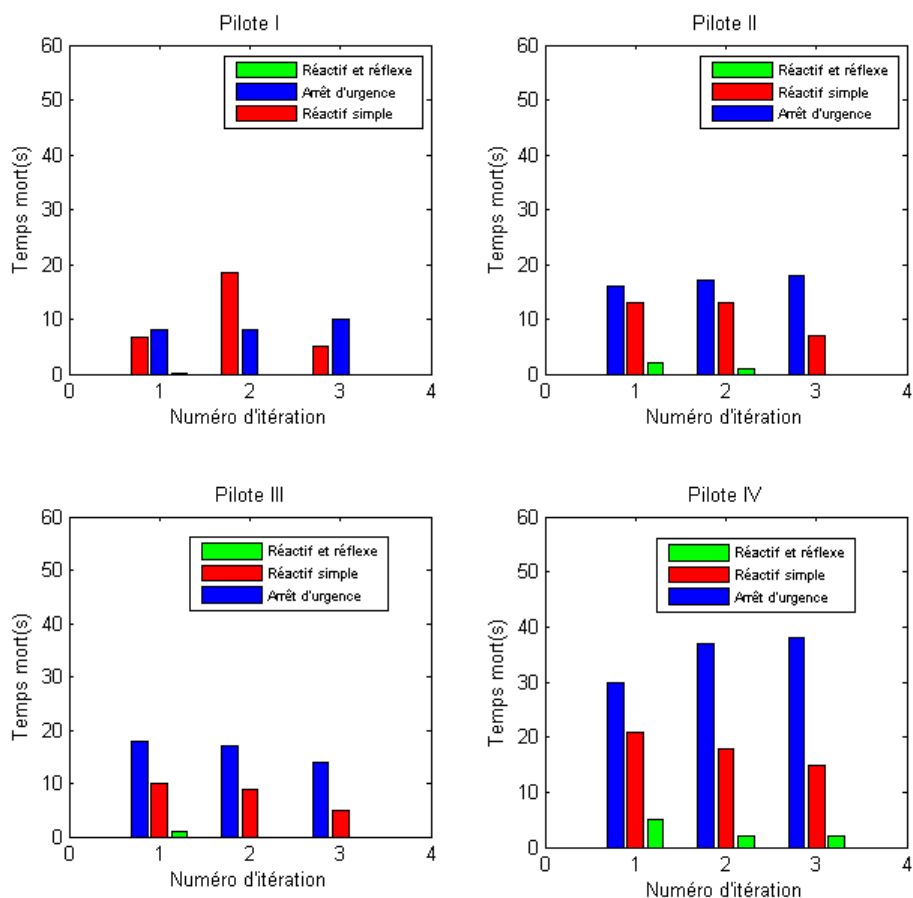 Pilote I
60
50
40
30
20
10
0
Temps mort(s)
Réactif et réflexe
Arrêt d'urgence
Réactif simple
0 1 2 3 4
Numéro d'itération
Pilote II
60
50
40
30
20
10
0
Temps mort(s)
Réactif et réflexe
Réactif simple
Arrêt d'urgence
0 1 2 3 4
Numéro d'itération
Pilote III
60
50
40
30
20
10
0
Temps mort(s)
Réactif et réflexe
Réactif simple
Arrêt d'urgence
0 1 2 3 4
Numéro d'itération
Pilote IV
60
50
40
30
20
10
0
Temps mort(s)
Réactif et réflexe
Réactif simple
Arrêt d'urgence
0 1 2 3 4
Numéro d'itération